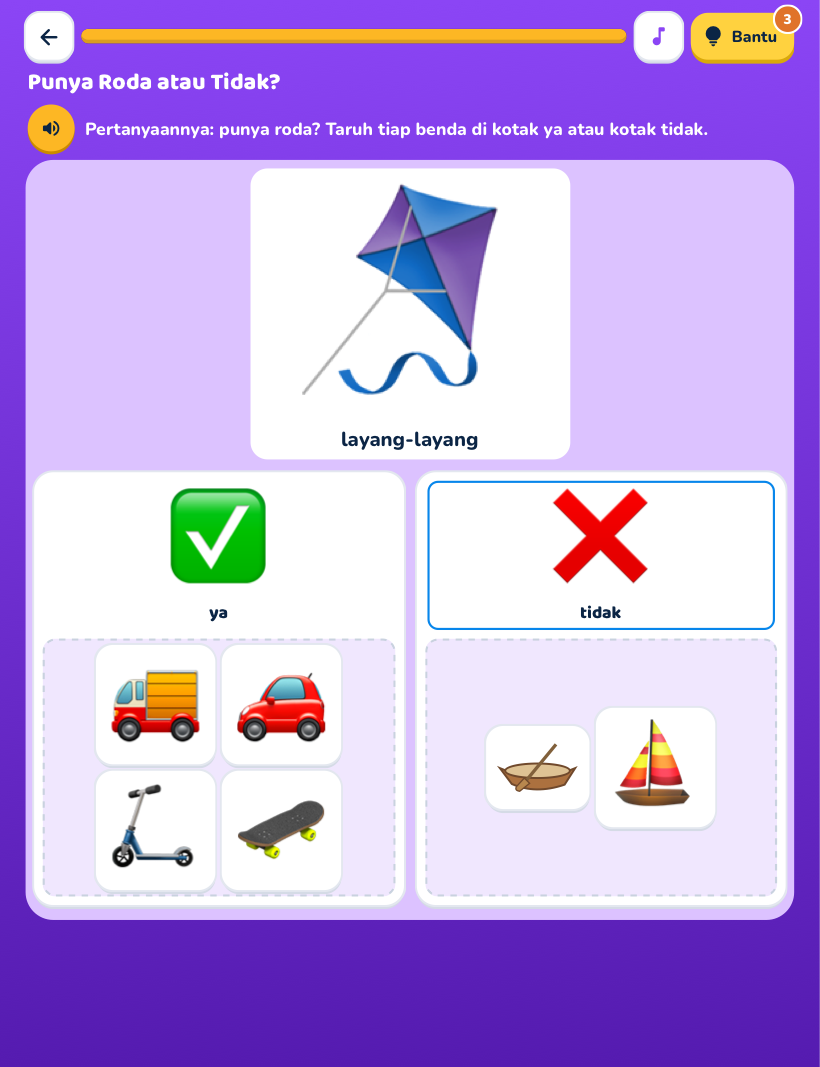 3
Bantu
Punya Roda atau Tidak?
Pertanyaannya: punya roda? Taruh tiap benda di kotak ya atau kotak tidak.
layang-layang
ya
tidak